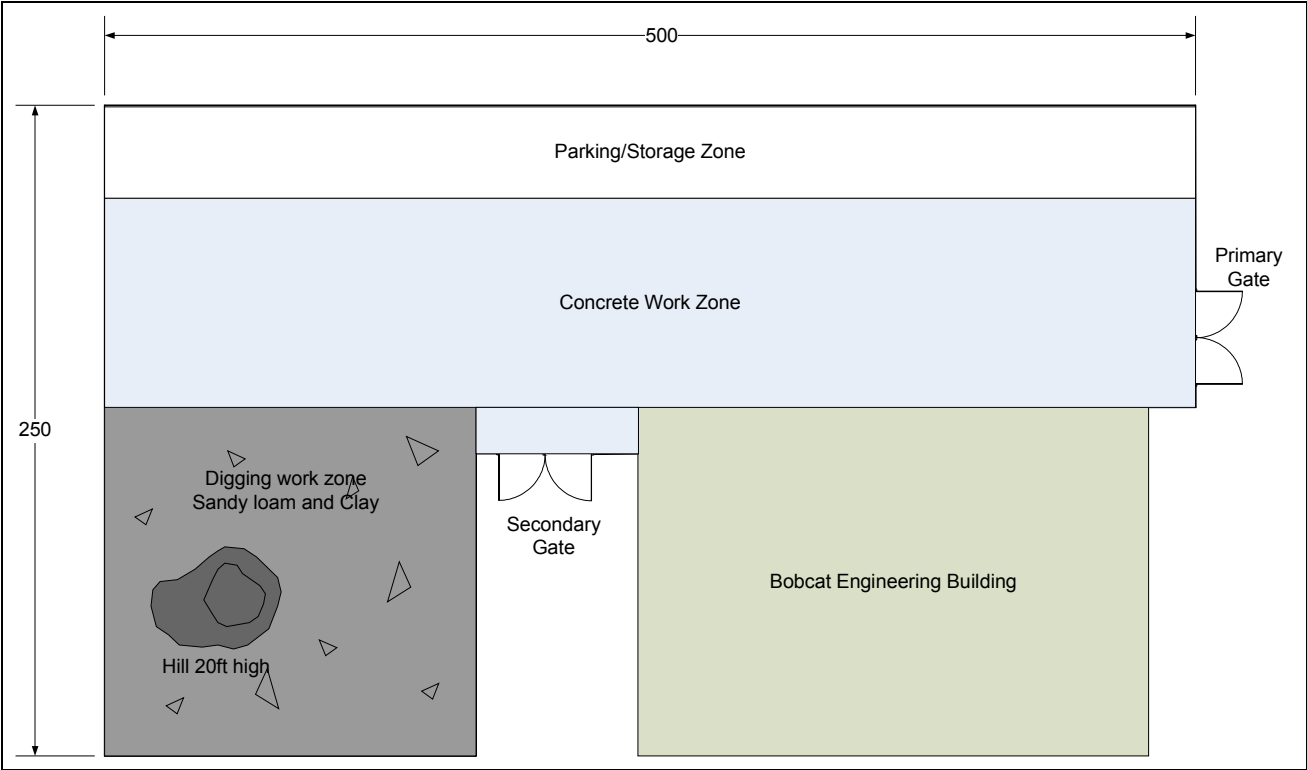 500
Parking/Storage Zone
Primary
Gate
Concrete Work Zone
250
Digging work zone
Sandy loam and Clay
Secondary
Gate
Bobcat Engineering Building
Hill 20ft high